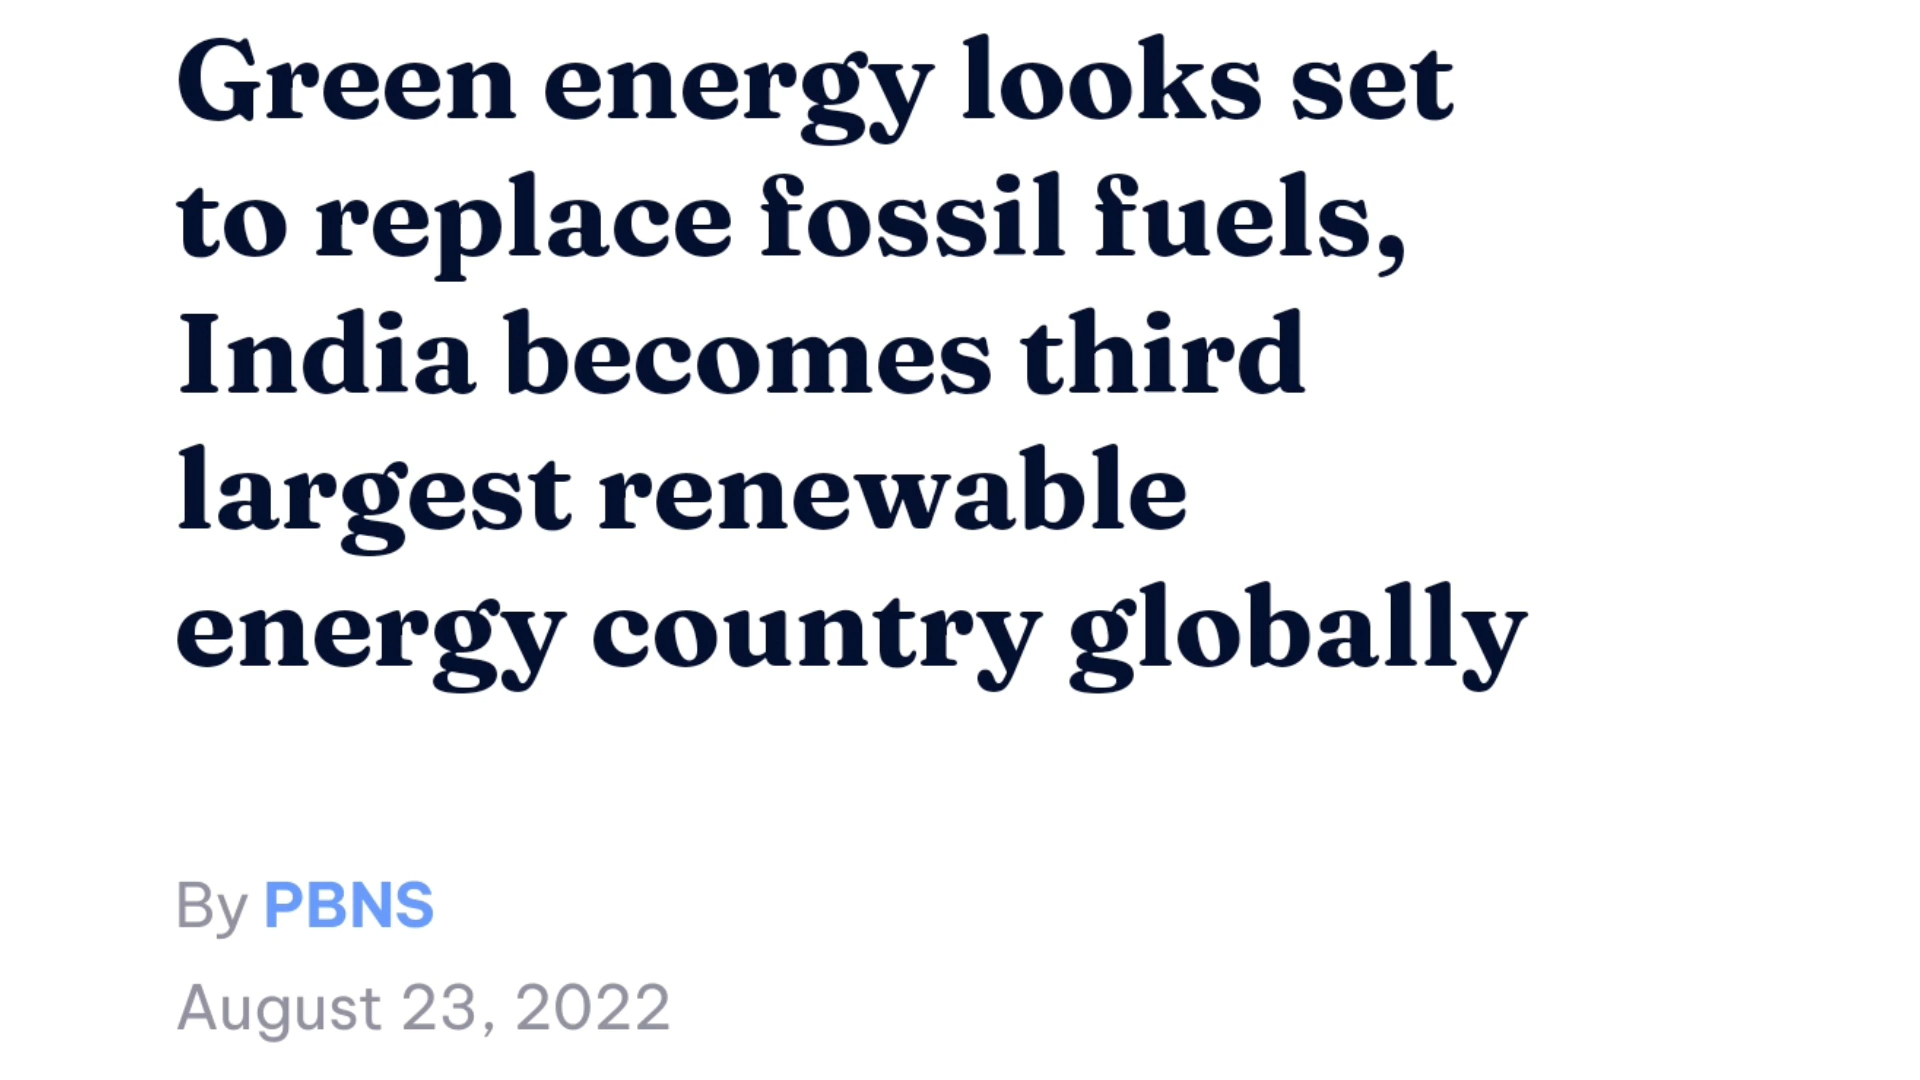 Green energy looks set
to replace fossil fuels,
India becomes third
largest renewable
energy country globally
By PBNS
August 23, 2022